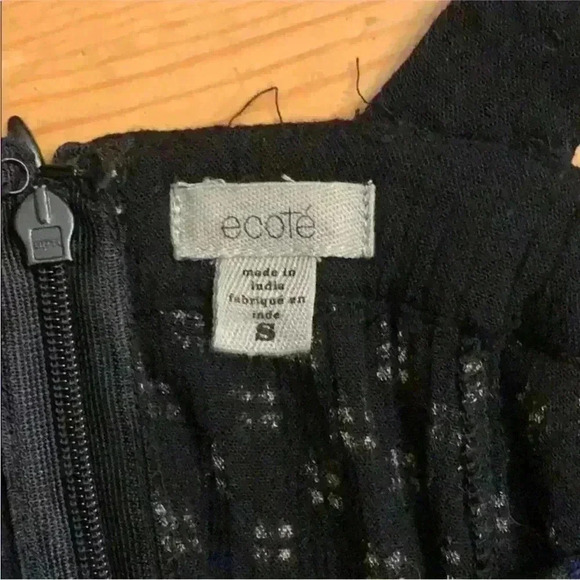 ecoTé
made in
india
fabriqué en
inde
S